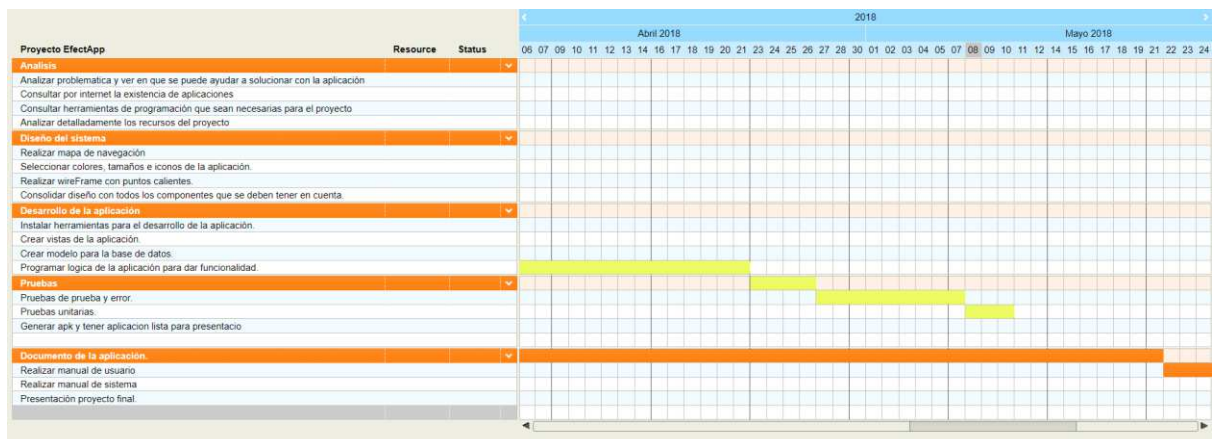 2018
Abril 2018 Mayo 2018
Proyecto EfectApp Resource Status 06 07 09 10 11 12 13 14 16 17 18 19 20 21 23 24 25 26 27 28 30 01 02 03 04 05 07 08 09 10 11 12 14 15 16 17 18 19 21 22 23 24
Analisis
Analizar problematica y ver en que se puede ayudar a solucionar con la aplicación
Consultar por internet la existencia de aplicaciones
Consultar herramientas de programación que sean necesarias para el proyecto
Analizar detalladamente los recursos del proyecto
Diseño del sistema
Realizar mapa de navegación
Seleccionar colores, tamaños e iconos de la aplicación.
Realizar wireFrame con puntos calientes.
Consolidar diseño con todos los componentes que se deben tener en cuenta.
Desarrollo de la aplicación
Instalar herramientas para el desarrollo de la aplicación.
Crear vistas de la aplicación.
Crear modelo para la base de datos.
Programar logica de la aplicación para dar funcionalidad.
Pruebas
Pruebas de prueba y error.
Pruebas unitarias.
Generar apk y tener aplicacion lista para presentacio
Documento de la aplicación.
Realizar manual de usuario
Realizar manual de sistema
Presentación proyecto final.